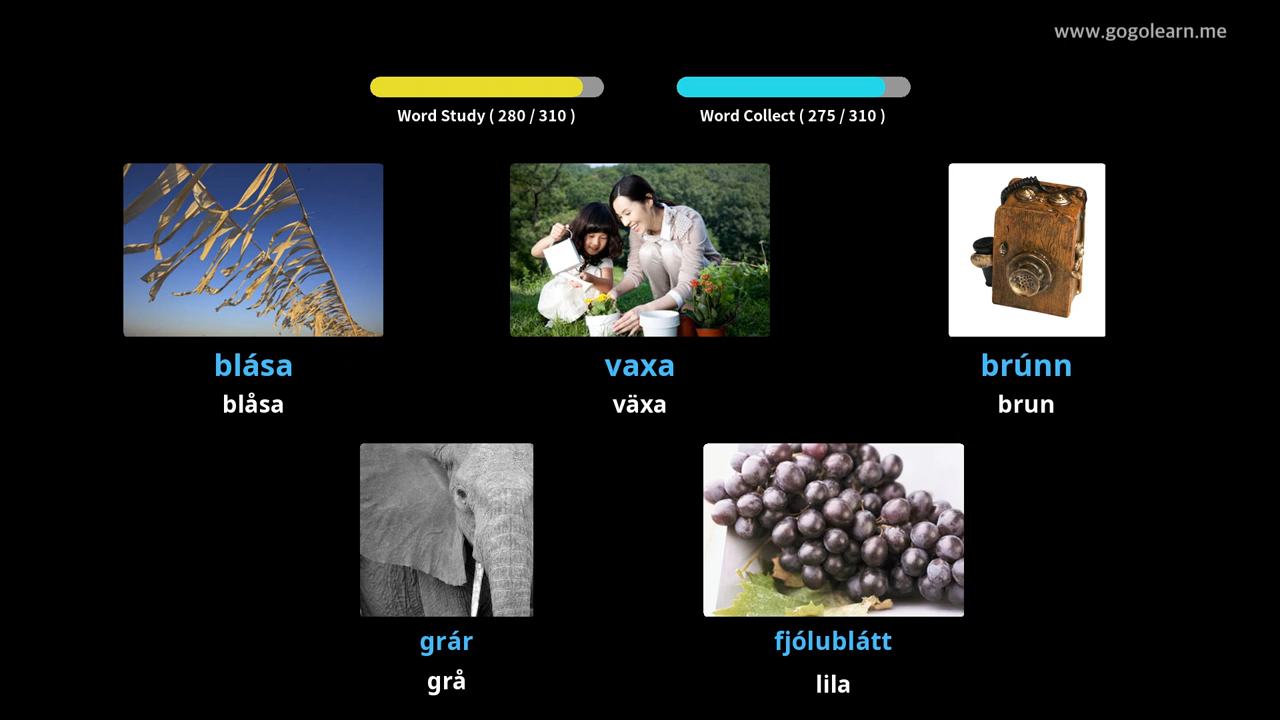 www.gogolearn.me
Word Study ( 280 / 310 )
Word Collect ( 275 / 310 )
blása
blåsa
vaxa
växa
brúnn
brun
grár
grå
fjólublátt
lila